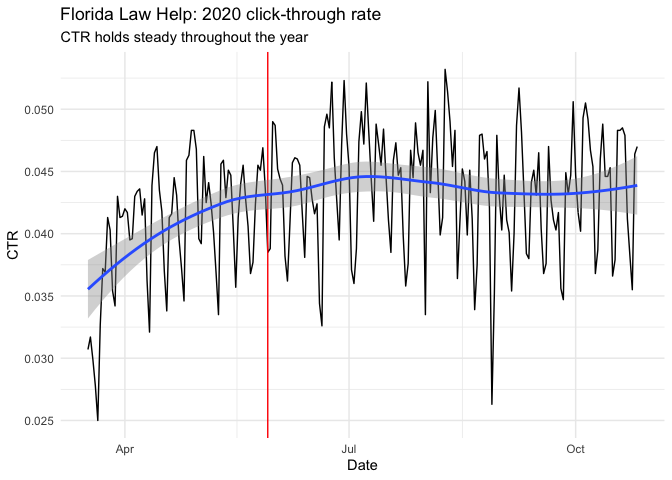 Florida Law Help: 2020 click-through rate
CTR holds steady throughout the year
0.050
0.045
0.040
0.035
0.030
0.025
CTR
Apr
Jul
Oct
Date